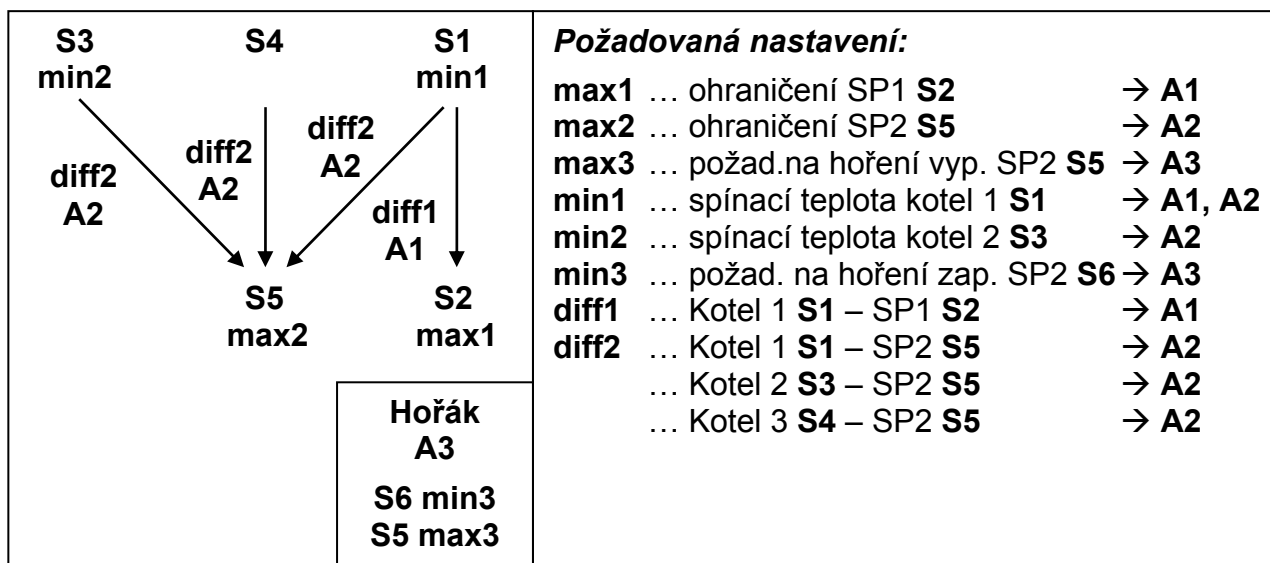 S3 S4 S1
min2 min1
diff2
diff2
A2
diff2
A2
diff1
A1
A2
S5 S2
max2 max1
Hořák
A3
S6 min3
S5 max3
Požadovaná nastavení:
max1 … ohraničení SP1 S2 → A1
max2 … ohraničení SP2 S5 → A2
max3 … požad.na hoření vyp. SP2 S5 → A3
min1 … spínací teplota kotel 1 S1 → A1, A2
min2 … spínací teplota kotel 2 S3 → A2
min3 … požad. na hoření zap. SP2 S6 → A3
diff1 … Kotel 1 S1 – SP1 S2 → A1
diff2 … Kotel 1 S1 – SP2 S5 → A2
… Kotel 2 S3 – SP2 S5 → A2
… Kotel 3 S4 – SP2 S5 → A2